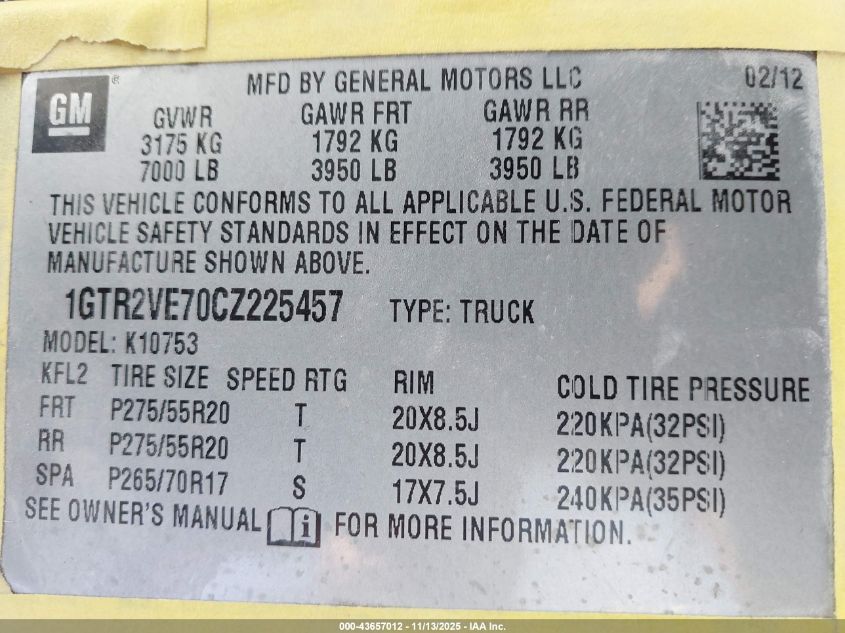 GM ® MFD BY GENERAL MOTORS LLC 02/12
GVWR GAWR FRT GAWR RR
3175 KG 1792 KG 1792 KG
7000 LB 3950 LB 3950 LB
THIS VEHICLE CONFORMS TO ALL APPLICABLE U.S. FEDERAL MOTOR
VEHICLE SAFETY STANDARDS IN EFFECT ON THE DATE OF
MANUFACTURE SHOWN ABOVE.
1GTR2VE70CZ225457 TYPE: TRUCK
MODEL: K10753
KFL2 TIRE SIZE SPEED RTG RIM COLD TIRE PRESSURE
FRT P275/55R20 T 20X8.5J 220KPA(32PSI)
RR P275/55R20 T 20X8.5J 220KPA(32PSI)
SPA P265/70R17 S 17X7.5J 240KPA(35PSI)
SEE OWNER'S MANUAL i FOR MORE INFORMATION.
000-43657012 - 11/13/2025 - IAA Inc.